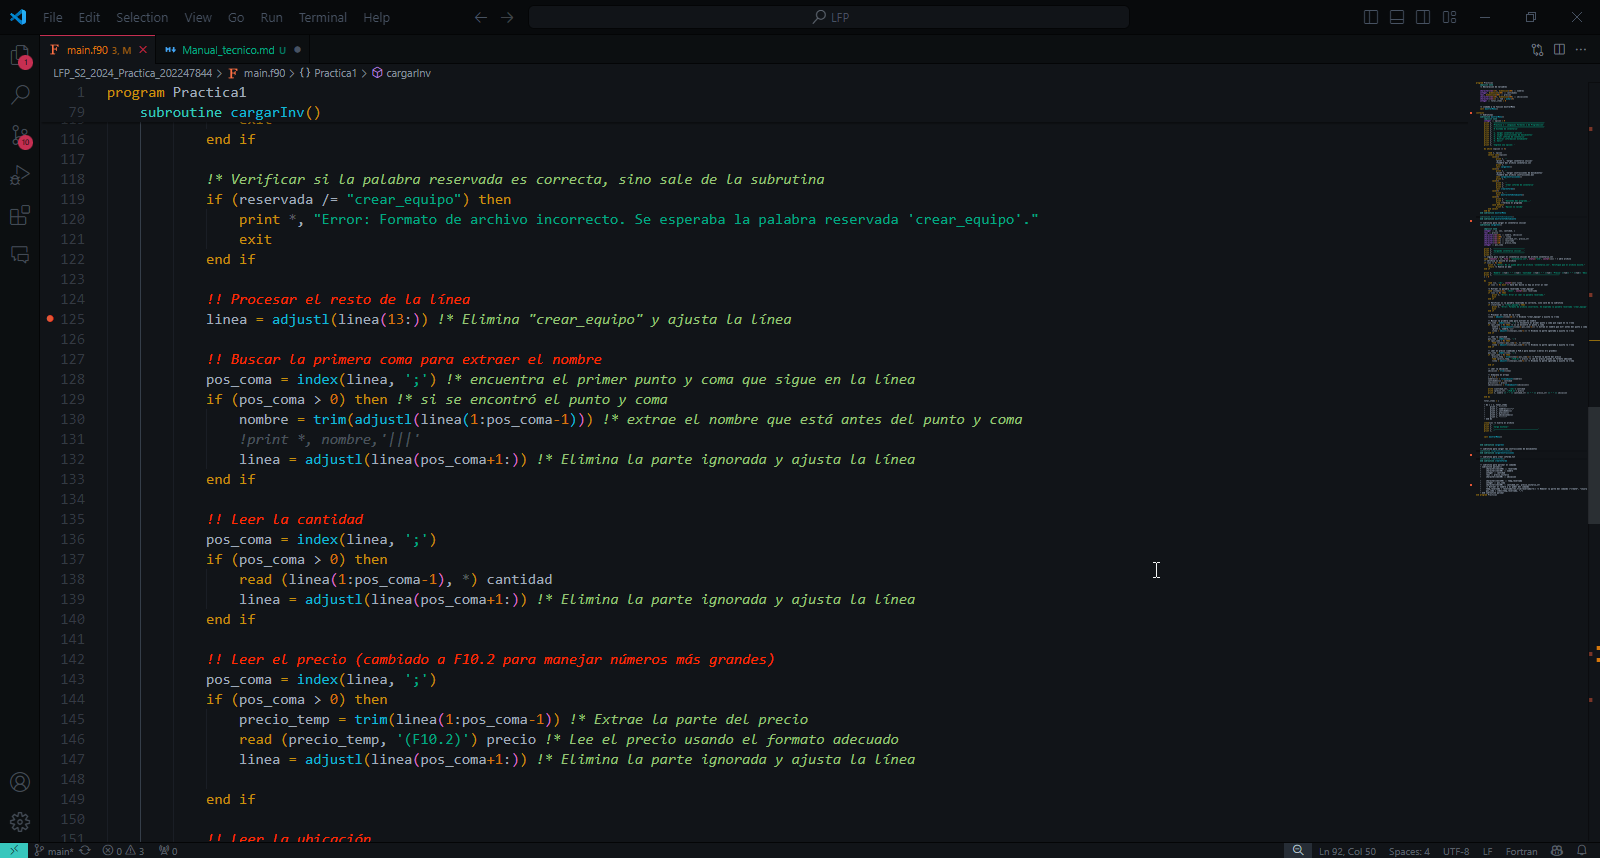 File Edit Selection View Go Run Terminal Help
LFP
main.f90 3, M
Manual_tecnico.md U
LFP_S2_2024_Practica_202247844 > main.f90 > {} Practica1 > cargarInv
1 program Practica1
79 subroutine cargarInv()
116 end if
117
118 !* Verificar si la palabra reservada es correcta, sino sale de la subrutina
119 if (reservada /= "crear_equipo") then
120 print *, "Error: Formato de archivo incorrecto. Se esperaba la palabra reservada 'crear_equipo'."
121 exit
122 end if
123
124 !! Procesar el resto de la línea
125 linea = adjustl(linea(13:)) !* Elimina "crear_equipo" y ajusta la línea
126
127 !! Buscar la primera coma para extraer el nombre
128 pos_coma = index(linea, ';') !* encuentra el primer punto y coma que sigue en la línea
129 if (pos_coma > 0) then !* si se encontró el punto y coma
130 nombre = trim(adjustl(linea(1:pos_coma-1))) !* extrae el nombre que está antes del punto y coma
131 !print *, nombre,'|||'
132 linea = adjustl(linea(pos_coma+1:)) !* Elimina la parte ignorada y ajusta la línea
133 end if
134
135 !! Leer la cantidad
136 pos_coma = index(linea, ';')
137 if (pos_coma > 0) then
138 read (linea(1:pos_coma-1), *) cantidad
139 linea = adjustl(linea(pos_coma+1:)) !* Elimina la parte ignorada y ajusta la línea
140 end if
141
142 !! Leer el precio (cambiado a F10.2 para manejar números más grandes)
143 pos_coma = index(linea, ';')
144 if (pos_coma > 0) then
145 precio_temp = trim(linea(1:pos_coma-1)) !* Extrae la parte del precio
146 read (precio_temp, '(F10.2)') precio !* Lee el precio usando el formato adecuado
147 linea = adjustl(linea(pos_coma+1:)) !* Elimina la parte ignorada y ajusta la línea
148
149 end if
150
151 !! Leer la ubicación
1
10
main* 0 3 0
Ln 92, Col 50 Spaces: 4 UTF-8 LF Fortran